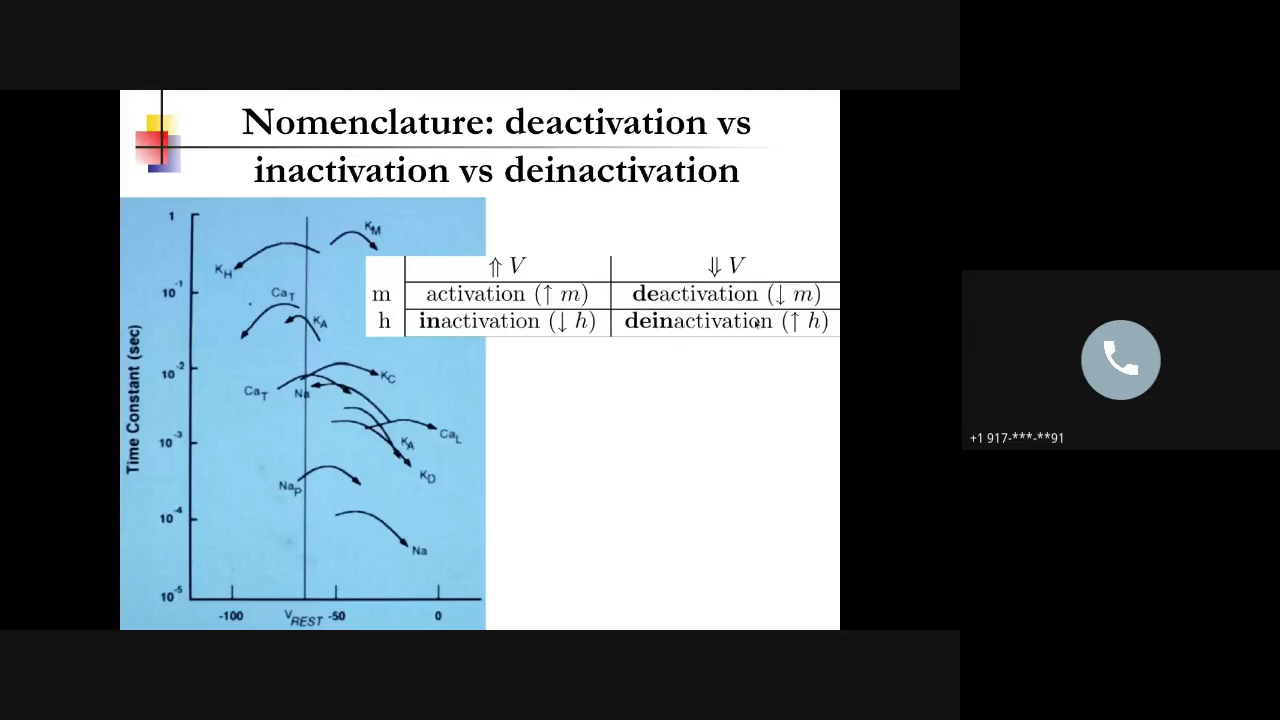 Nomenclature: deactivation vs
inactivation vs deinactivation
⇑ V ⇓ V
m activation (↑ m) deactivation (↓ m)
h inactivation (↓ h) deinactivation (↑ h)
Time Constant (sec)
1
10^-1
10^-2
10^-3
10^-4
10^-5
K_M
K_H
Ca_T
K_A
K_C
Ca_T
Na
Ca_L
K_A
K_D
Na_P
Na
-100 V_REST -50 0
+1 917-***-**91